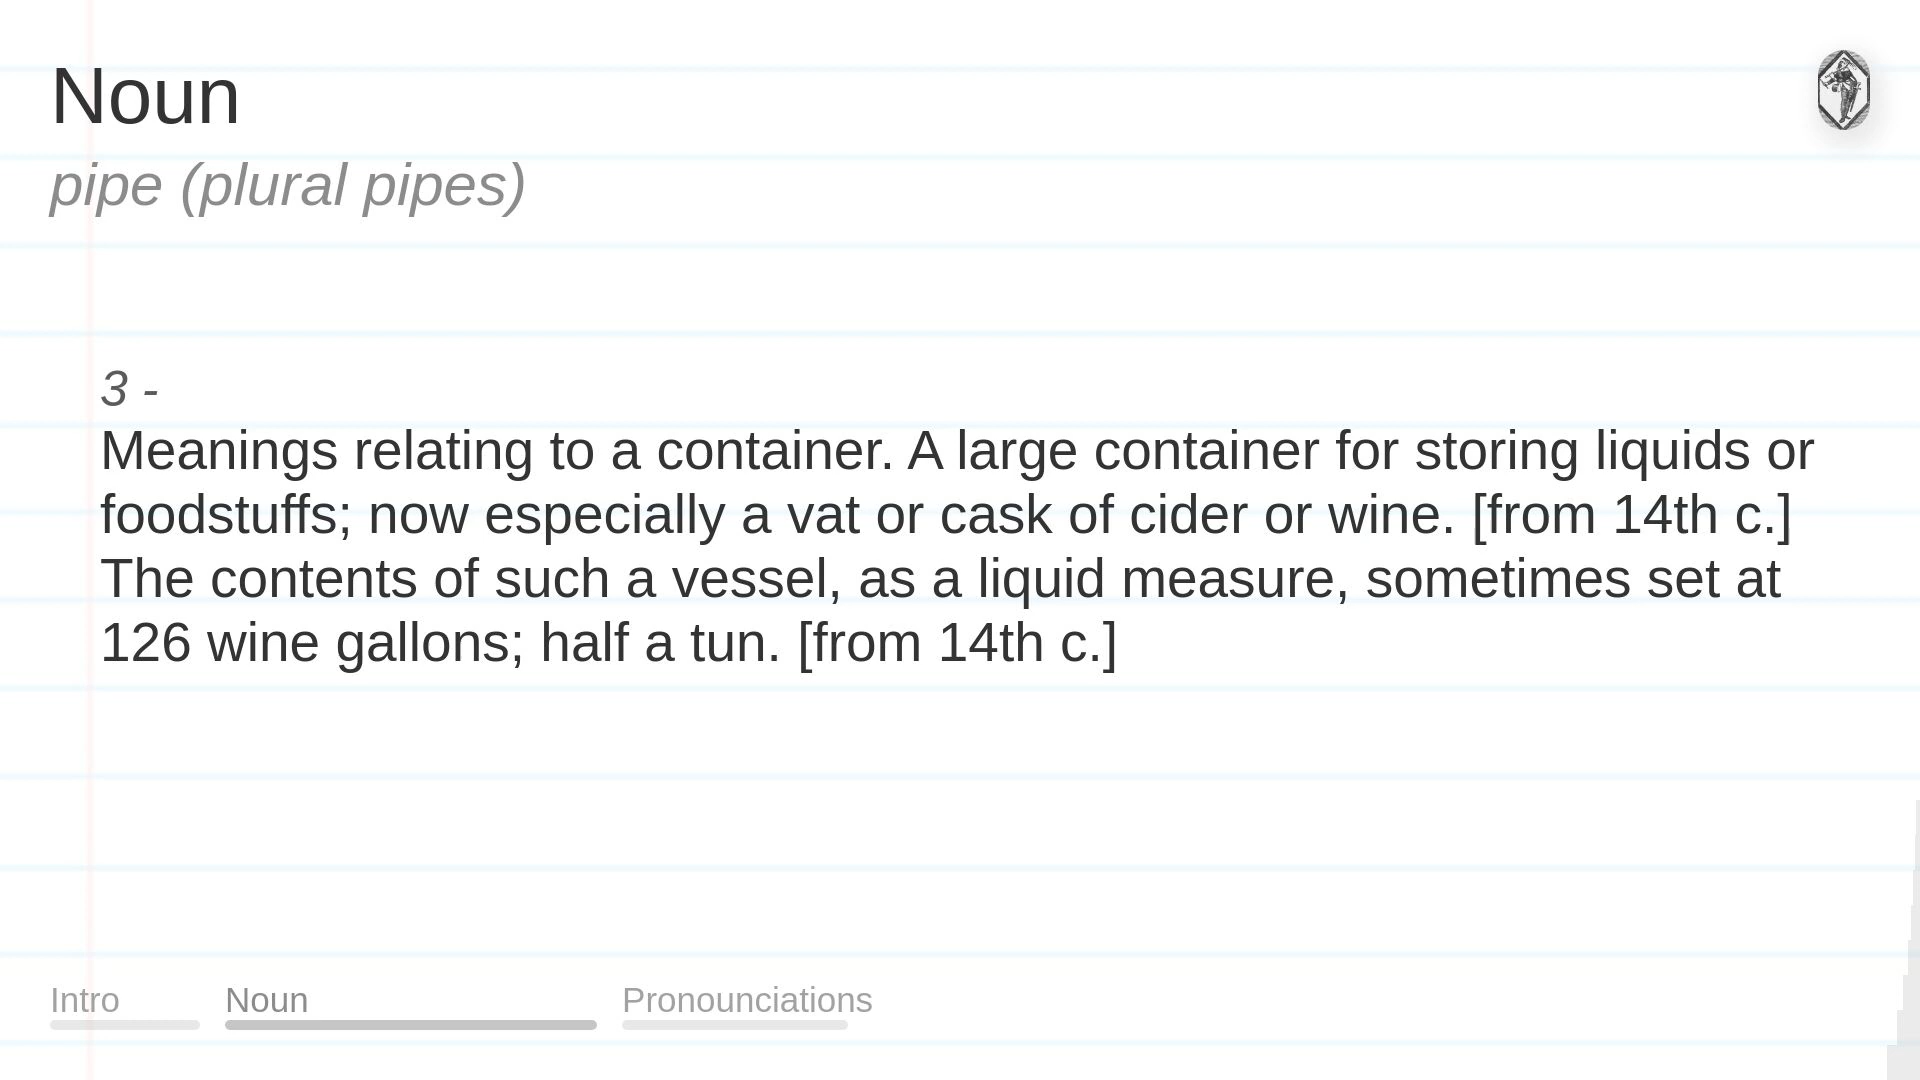 Noun
pipe (plural pipes)
3 -
Meanings relating to a container. A large container for storing liquids or
foodstuffs; now especially a vat or cask of cider or wine. [from 14th c.]
The contents of such a vessel, as a liquid measure, sometimes set at
126 wine gallons; half a tun. [from 14th c.]
Intro
Noun
Pronounciations